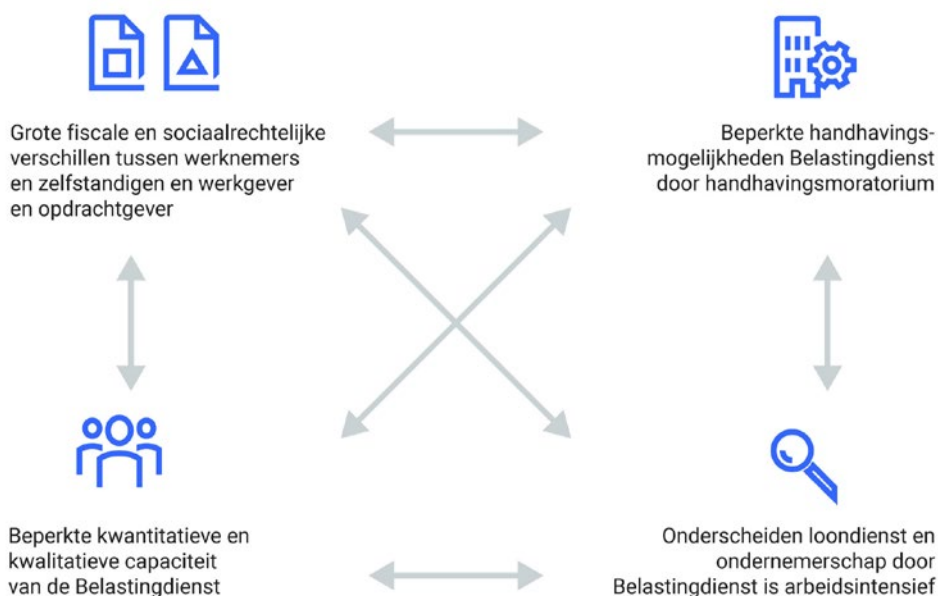 Grote fiscale en sociaalrechtelijke
verschillen tussen werknemers
en zelfstandigen en werkgever
en opdrachtgever
Beperkte handhavings-
mogelijkheden Belastingdienst
door handhavingsmoratorium
Beperkte kwantitatieve en
kwalitatieve capaciteit
van de Belastingdienst
Onderscheiden loondienst en
ondernemerschap door
Belastingdienst is arbeidsintensief